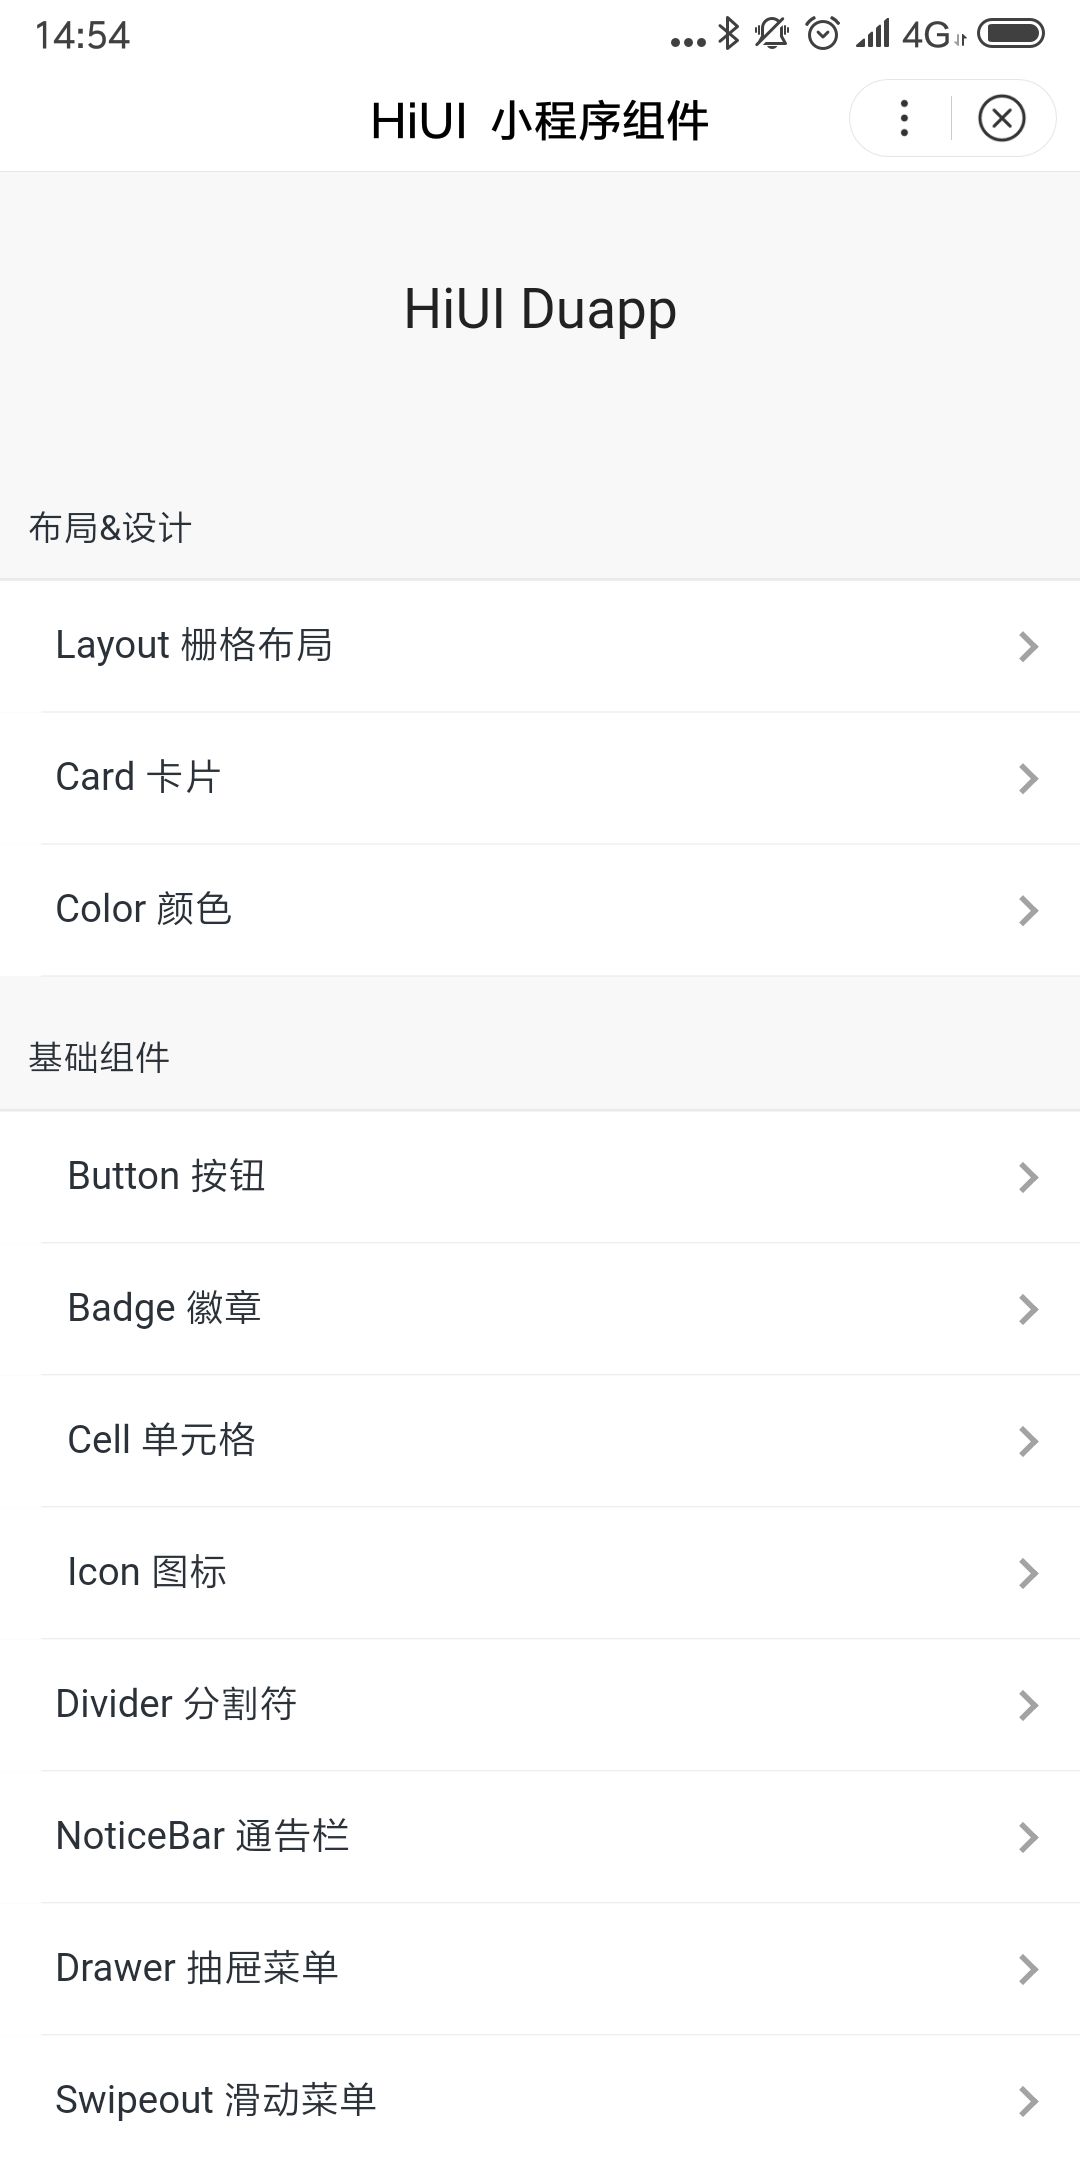 14:54
4G
HiUI 小程序组件
HiUI Duapp
布局&设计
Layout 栅格布局
Card 卡片
Color 颜色
基础组件
Button 按钮
Badge 徽章
Cell 单元格
Icon 图标
Divider 分割符
NoticeBar 通告栏
Drawer 抽屉菜单
Swipeout 滑动菜单